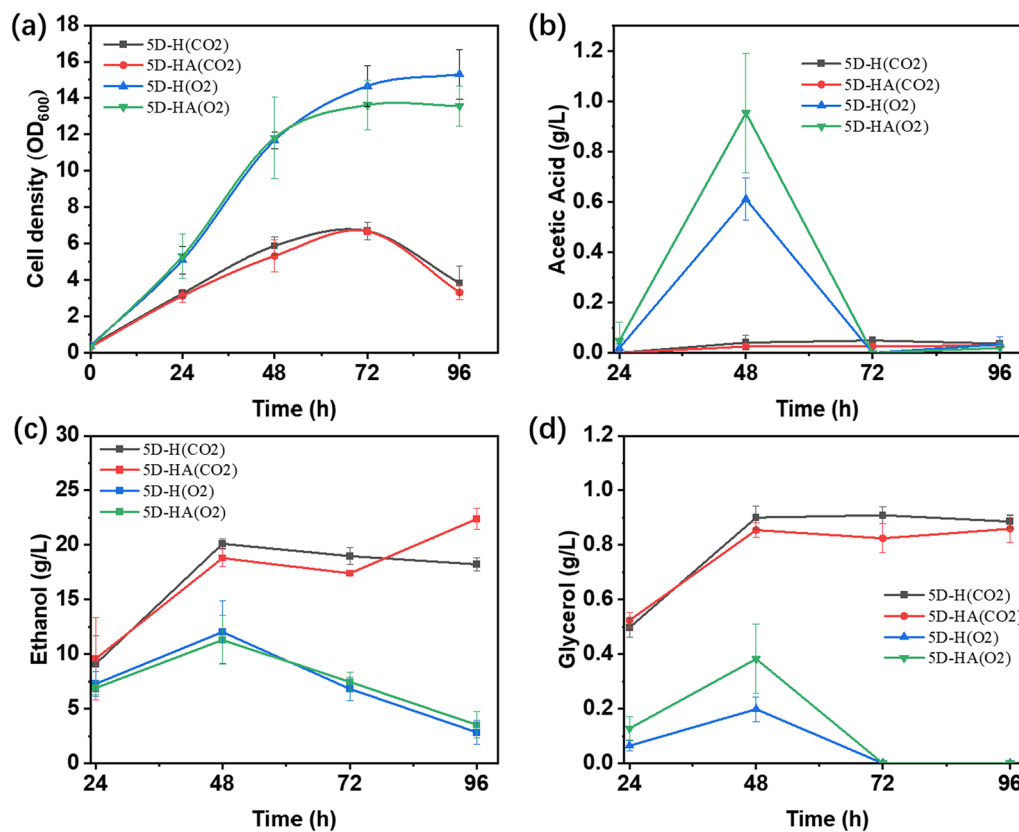 (a)
18
16
14
12
10
8
6
4
2
0
Cell density (OD600)
5D-H(CO2)
5D-HA(CO2)
5D-H(O2)
5D-HA(O2)
0
24
48
72
96
Time (h)
(b)
1.2
1.0
0.8
0.6
0.4
0.2
0.0
Acetic Acid (g/L)
5D-H(CO2)
5D-HA(CO2)
5D-H(O2)
5D-HA(O2)
24
48
72
96
Time (h)
(c)
30
25
20
15
10
5
0
Ethanol (g/L)
5D-H(CO2)
5D-HA(CO2)
5D-H(O2)
5D-HA(O2)
24
48
72
96
Time (h)
(d)
1.2
1.0
0.8
0.6
0.4
0.2
0.0
Glycerol (g/L)
5D-H(CO2)
5D-HA(CO2)
5D-H(O2)
5D-HA(O2)
24
48
72
96
Time (h)